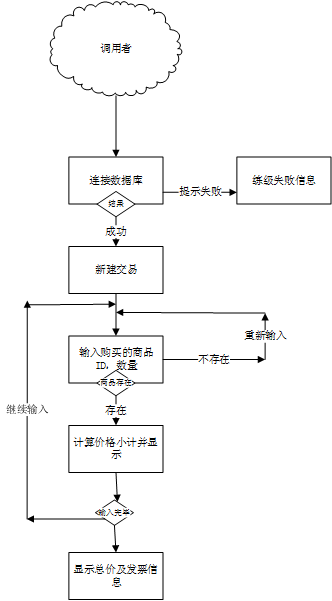 调用者
连接数据库
结果
提示失败
练级失败信息
成功
新建交易
重新输入
输入购买的商品
ID，数量
不存在
商品存在
继续输入
存在
计算价格小计并显
示
输入完毕
显示总价及发票信
息